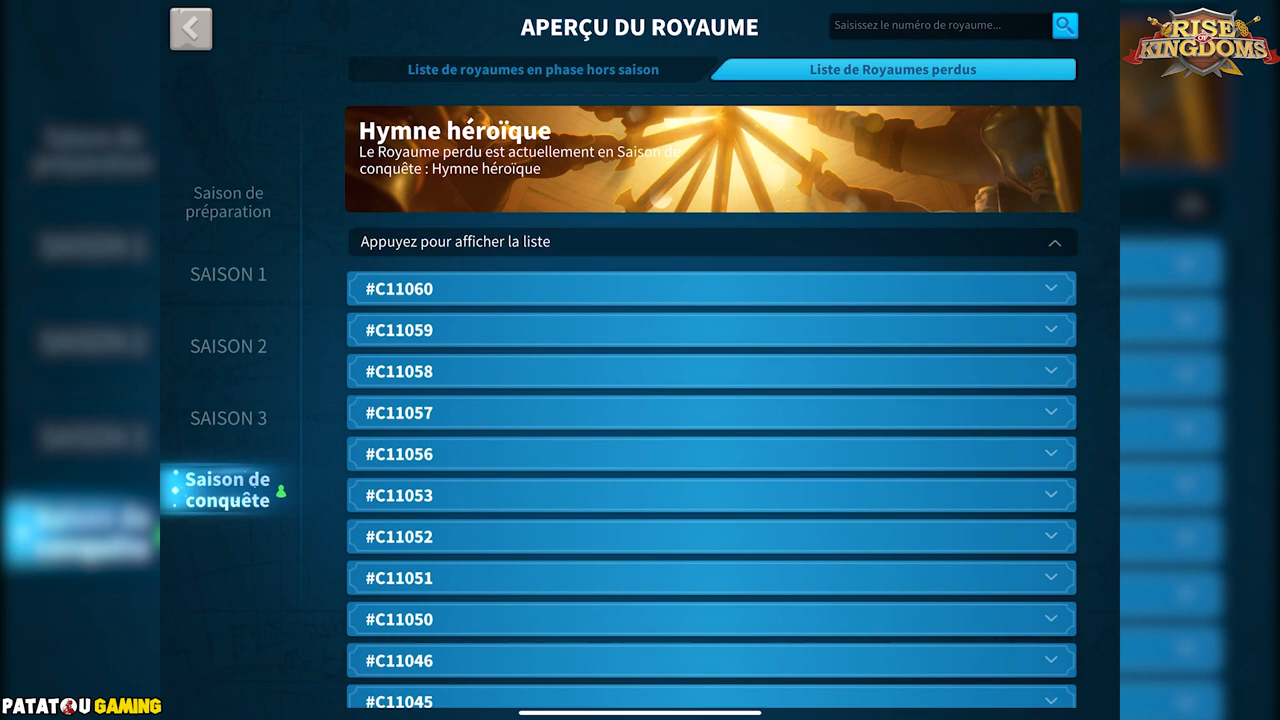 APERÇU DU ROYAUME
Saisissez le numéro de royaume...
RISE
OF
KINGDOMS
Liste de royaumes en phase hors saison
Liste de Royaumes perdus
Hymne héroïque
Le Royaume perdu est actuellement en Saison de
conquête : Hymne héroïque
Saison de
préparation
SAISON 1
SAISON 2
SAISON 3
Saison de
conquête
Appuyez pour afficher la liste
#C11060
#C11059
#C11058
#C11057
#C11056
#C11053
#C11052
#C11051
#C11050
#C11046
#C11045
PATATOU GAMING